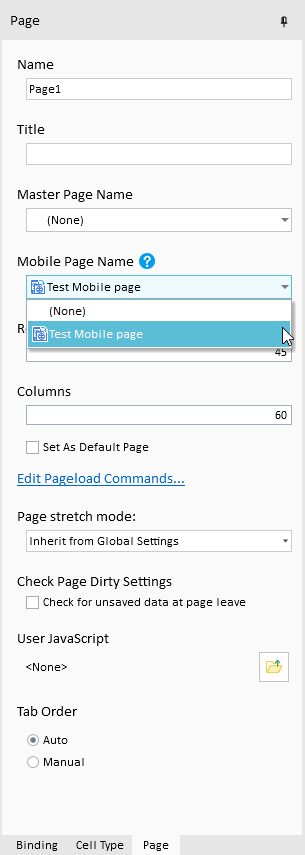 Page
Name
Page1
Title
Master Page Name
(None)
Mobile Page Name ?
Test Mobile page
(None)
Test Mobile page
45
Columns
60
Set As Default Page
Edit Pageload Commands...
Page stretch mode:
Inherit from Global Settings
Check Page Dirty Settings
Check for unsaved data at page leave
User JavaScript
<None>
Tab Order
Auto
Manual
Binding Cell Type Page